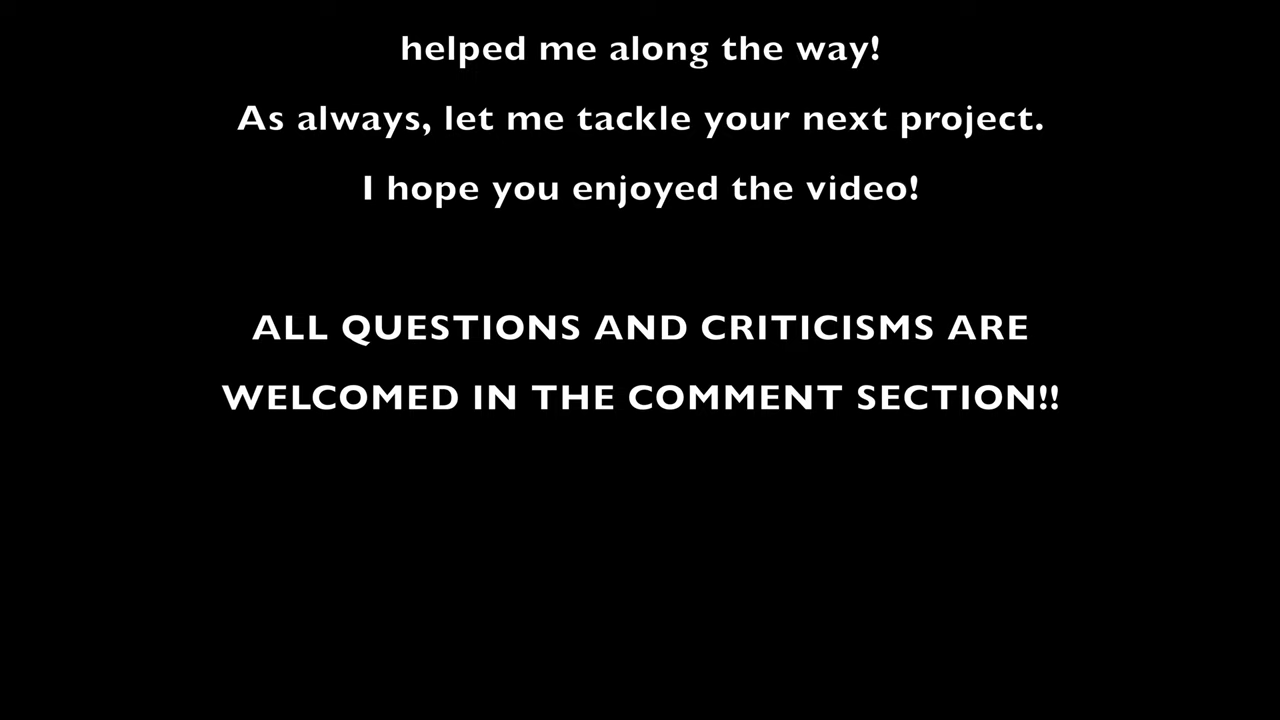 helped me along the way!
As always, let me tackle your next project.
I hope you enjoyed the video!
ALL QUESTIONS AND CRITICISMS ARE
WELCOMED IN THE COMMENT SECTION!!